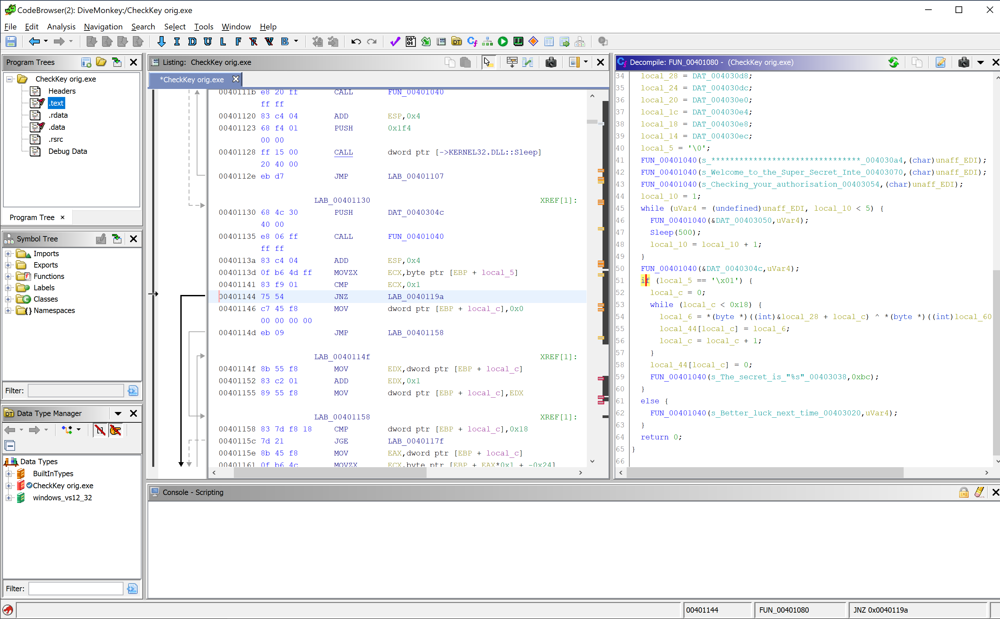 CodeBrowser(2): DiveMonkey:/CheckKey orig.exe
File Edit Analysis Navigation Search Select Tools Window Help
I D U L F F V B
Program Trees
CheckKey orig.exe
Headers
.text
.rdata
.data
.rsrc
Debug Data
Program Tree ×
Symbol Tree
Imports
Exports
Functions
Labels
Classes
Namespaces
Filter:
Data Type Manager
Data Types
BuiltInTypes
CheckKey orig.exe
windows_vs12_32
Filter:
Listing: CheckKey orig.exe
*CheckKey orig.exe
0040111b e8 20 ff CALL FUN_00401040
ff ff
00401120 83 c4 04 ADD ESP,0x4
00401123 68 f4 01 PUSH 0x1f4
00 00
00401128 ff 15 00 CALL dword ptr [->KERNEL32.DLL::Sleep]
20 40 00
0040112e eb d7 JMP LAB_00401107
LAB_00401130 XREF[1]:
00401130 68 4c 30 PUSH DAT_0040304c
40 00
00401135 e8 06 ff CALL FUN_00401040
ff ff
0040113a 83 c4 04 ADD ESP,0x4
0040113d 0f b6 4d ff MOVZX ECX,byte ptr [EBP + local_5]
00401141 83 f9 01 CMP ECX,0x1
00401144 75 54 JNZ LAB_0040119a
00401146 c7 45 f8 MOV dword ptr [EBP + local_c],0x0
00 00 00 00
0040114d eb 09 JMP LAB_00401158
LAB_0040114f XREF[1]:
0040114f 8b 55 f8 MOV EDX,dword ptr [EBP + local_c]
00401152 83 c2 01 ADD EDX,0x1
00401155 89 55 f8 MOV dword ptr [EBP + local_c],EDX
LAB_00401158 XREF[1]:
00401158 83 7d f8 18 CMP dword ptr [EBP + local_c],0x18
0040115c 7d 21 JGE LAB_0040117f
0040115e 8b 45 f8 MOV EAX,dword ptr [EBP + local_c]
00401161 0f b6 4c MOVZX ECX,byte ptr [EBP + EAX*0x1 + -0x24]
Decompile: FUN_00401080 - (CheckKey orig.exe)
34 local_28 = DAT_004030d8;
35 local_24 = DAT_004030dc;
36 local_20 = DAT_004030e0;
37 local_1c = DAT_004030e4;
38 local_18 = DAT_004030e8;
39 local_14 = DAT_004030ec;
40 local_5 = '\0';
41 FUN_00401040(s_********************************_004030a4,(char)unaff_EDI);
42 FUN_00401040(s_Welcome_to_the_Super_Secret_Inte_00403070,(char)unaff_EDI);
43 FUN_00401040(s_Checking_your_authorisation_00403054,(char)unaff_EDI);
44 local_10 = 1;
45 while (uVar4 = (undefined)unaff_EDI, local_10 < 5) {
46 FUN_00401040(&DAT_00403050,uVar4);
47 Sleep(500);
48 local_10 = local_10 + 1;
49 }
50 FUN_00401040(&DAT_0040304c,uVar4);
51 if (local_5 == '\x01') {
52 local_c = 0;
53 while (local_c < 0x18) {
54 local_6 = *(byte *)((int)&local_28 + local_c) ^ *(byte *)((int)local_60
55 local_44[local_c] = local_6;
56 local_c = local_c + 1;
57 }
58 local_44[local_c] = 0;
59 FUN_00401040(s_The_secret_is_"%s"_00403038,0xbc);
60 }
61 else {
62 FUN_00401040(s_Better_luck_next_time_00403020,uVar4);
63 }
64 return 0;
65 }
66
Console - Scripting
00401144 FUN_00401080 JNZ 0x0040119a